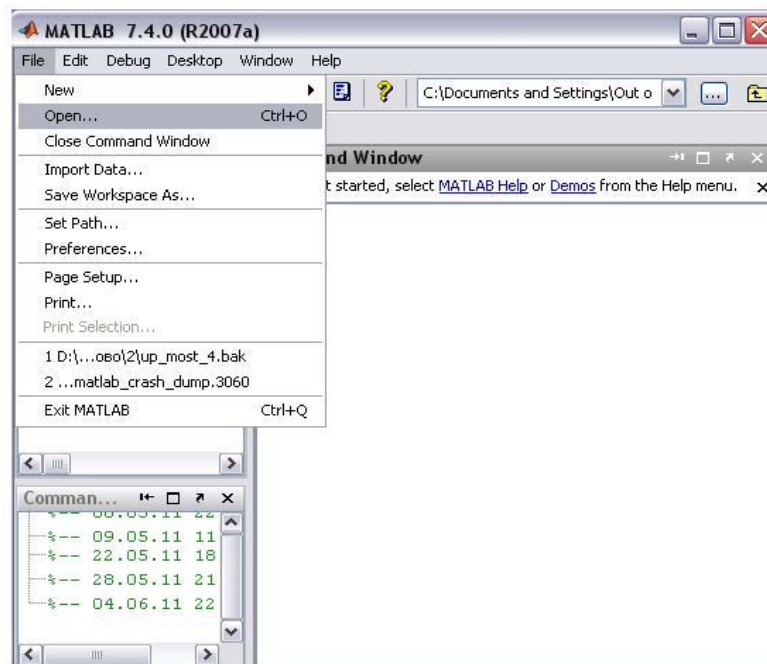 MATLAB 7.4.0 (R2007a)
File Edit Debug Desktop Window Help
C:\Documents and Settings\Out o
New
Open... Ctrl+O
Close Command Window
Import Data...
Save Workspace As...
Set Path...
Preferences...
Page Setup...
Print...
Print Selection...
1 D:\...ово\2\up_most_4.bak
2 ...matlab_crash_dump.3060
Exit MATLAB Ctrl+Q
nd Window
t started, select MATLAB Help or Demos from the Help menu.
Comman...
%-- 09.05.11 11
%-- 22.05.11 18
%-- 28.05.11 21
%-- 04.06.11 22